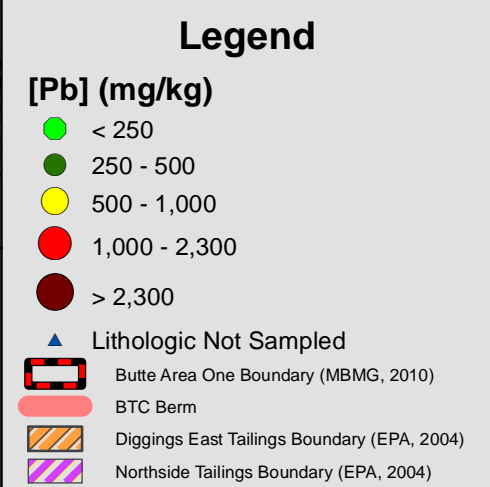 Legend
[Pb] (mg/kg)
< 250
250 - 500
500 - 1,000
1,000 - 2,300
> 2,300
Lithologic Not Sampled
Butte Area One Boundary (MBMG, 2010)
BTC Berm
Diggings East Tailings Boundary (EPA, 2004)
Northside Tailings Boundary (EPA, 2004)